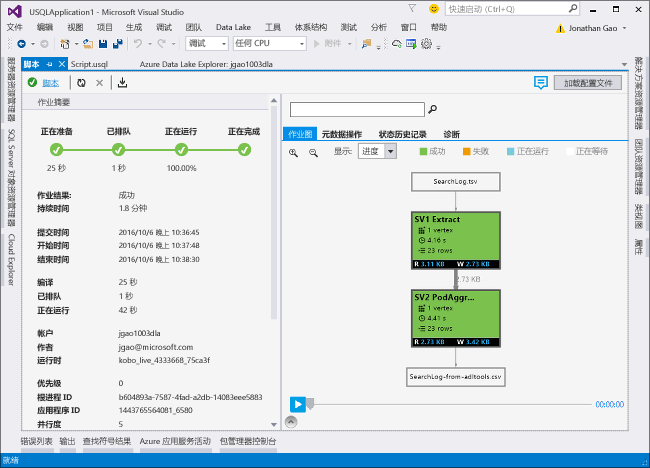 USQLApplication1 - Microsoft Visual Studio
快速启动 (Ctrl+Q)
文件 编辑 视图 项目 生成 调试 团队 Data Lake 工具 体系结构 测试 分析 窗口 帮助
Jonathan Gao
调试 任何 CPU 附件
服务器资源管理器
SQL Server 对象资源管理器
Cloud Explorer
脚本 Script.usql Azure Data Lake Explorer: jgao1003dla
脚本
加载配置文件
作业摘要
正在准备 已排队 正在运行 正在完成
25 秒 1 秒 100.00%
作业结果: 成功
持续时间 1.8 分钟
提交时间 2016/10/6 晚上 10:36:45
开始时间 2016/10/6 晚上 10:37:48
结束时间 2016/10/6 晚上 10:38:30
编译 25 秒
已排队 1 秒
正在运行 42 秒
帐户 jgao1003dla
作者 jgao@microsoft.com
运行时 kobo_live_4333668_75ca3f
优先级 0
根进程 ID b604893a-7587-4fad-a2db-14083eee5883
应用程序 ID 1443765564081_6580
并行度 5
作业图 元数据操作 状态历史记录 诊断
显示: 进度 成功 失败 正在运行 正在等待
SearchLog.tsv
SV1 Extract
1 vertex
4.16 s
23 rows
R 3.11 KB W 2.73 KB
2.73 KB
SV2 PodAggr...
1 vertex
4.41 s
23 rows
R 2.73 KB W 3.42 KB
SearchLog-from-adltools.csv
00:00:00
解决方案资源管理器
团队资源管理器
类视图
属性
错误列表 输出 查找符号结果 Azure 应用服务活动 包管理器控制台
就绪